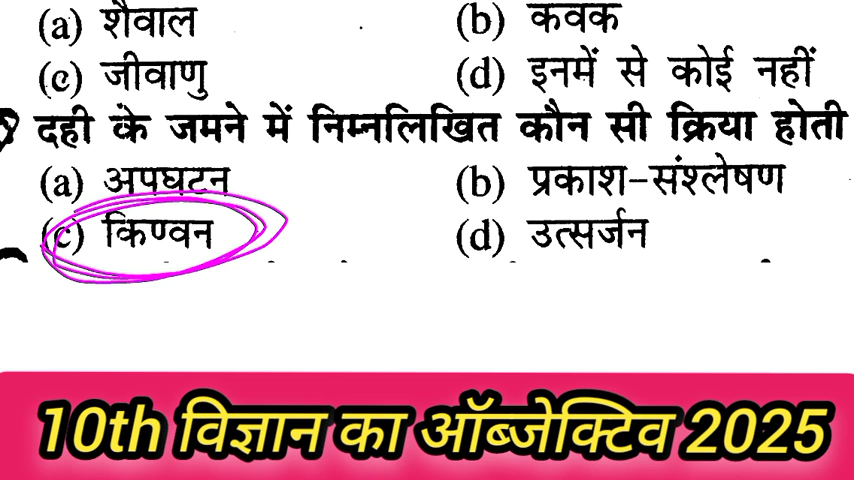 (a) शैवाल (b) कवक
(c) जीवाणु (d) इनमें से कोई नहीं
दही के जमने में निम्नलिखित कौन सी क्रिया होती
(a) अपघटन (b) प्रकाश-संश्लेषण
(c) किण्वन (d) उत्सर्जन
10th विज्ञान का ऑब्जेक्टिव 2025